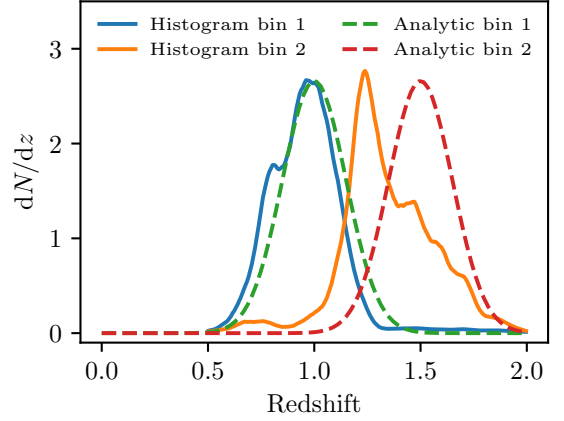 Histogram bin 1 Analytic bin 1
Histogram bin 2 Analytic bin 2
3
2
1
0
dN/dz
0.0 0.5 1.0 1.5 2.0
Redshift